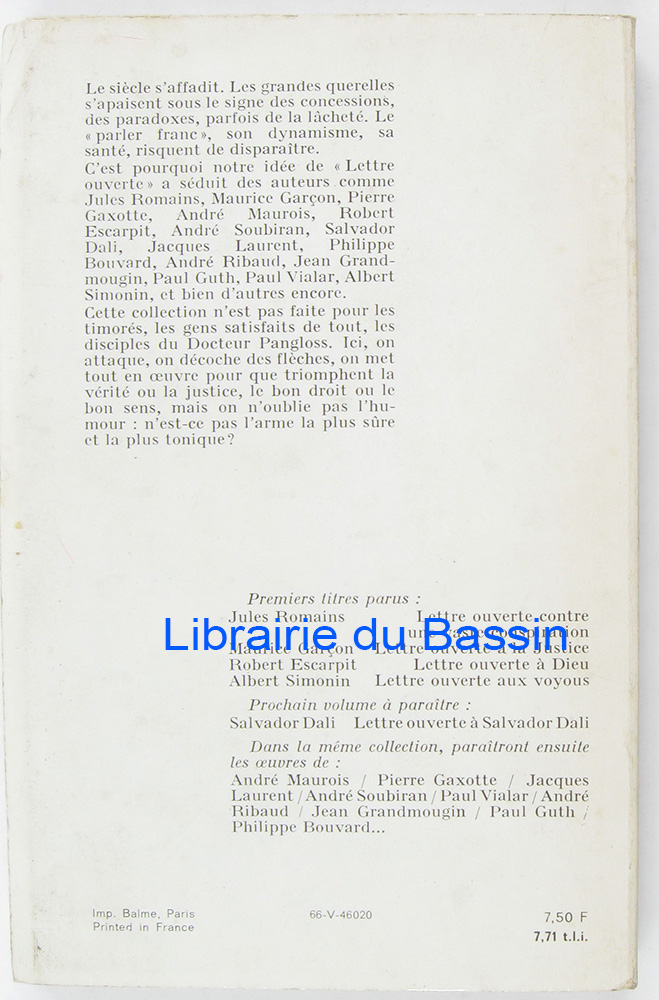 Le siècle s'affadit. Les grandes querelles
s'apaisent sous le signe des concessions,
des paradoxes, parfois de la lâcheté. Le
« parler franc », son dynamisme, sa
santé, risquent de disparaître.
C'est pourquoi notre idée de « Lettre
ouverte » a séduit des auteurs comme
Jules Romains, Maurice Garçon, Pierre
Gaxotte, André Maurois, Robert
Escarpit, André Soubiran, Salvador
Dali, Jacques Laurent, Philippe
Bouvard, André Ribaud, Jean Grand-
mougin, Paul Guth, Paul Vialar, Albert
Simonin, et bien d'autres encore.
Cette collection n'est pas faite pour les
timorés, les gens satisfaits de tout, les
disciples du Docteur Pangloss. Ici, on
attaque, on décoche des flèches, on met
tout en œuvre pour que triomphent la
vérité ou la justice, le bon droit ou le
bon sens, mais on n'oublie pas l'hu-
mour : n'est-ce pas l'arme la plus sûre
et la plus tonique ?
Premiers titres parus :
Jules Romains Lettre ouverte contre
une vaste conspiration
Librairie du Bassin
Maurice Garçon Lettre ouverte à la Justice
Robert Escarpit Lettre ouverte à Dieu
Albert Simonin Lettre ouverte aux voyous
Prochain volume à paraître :
Salvador Dali Lettre ouverte à Salvador Dali
Dans la même collection, paraîtront ensuite
les œuvres de :
André Maurois / Pierre Gaxotte / Jacques
Laurent / André Soubiran / Paul Vialar / André
Ribaud / Jean Grandmougin / Paul Guth /
Philippe Bouvard...
Imp. Balme, Paris 66-V-46020 7,50 F
Printed in France 7,71 t.l.i.